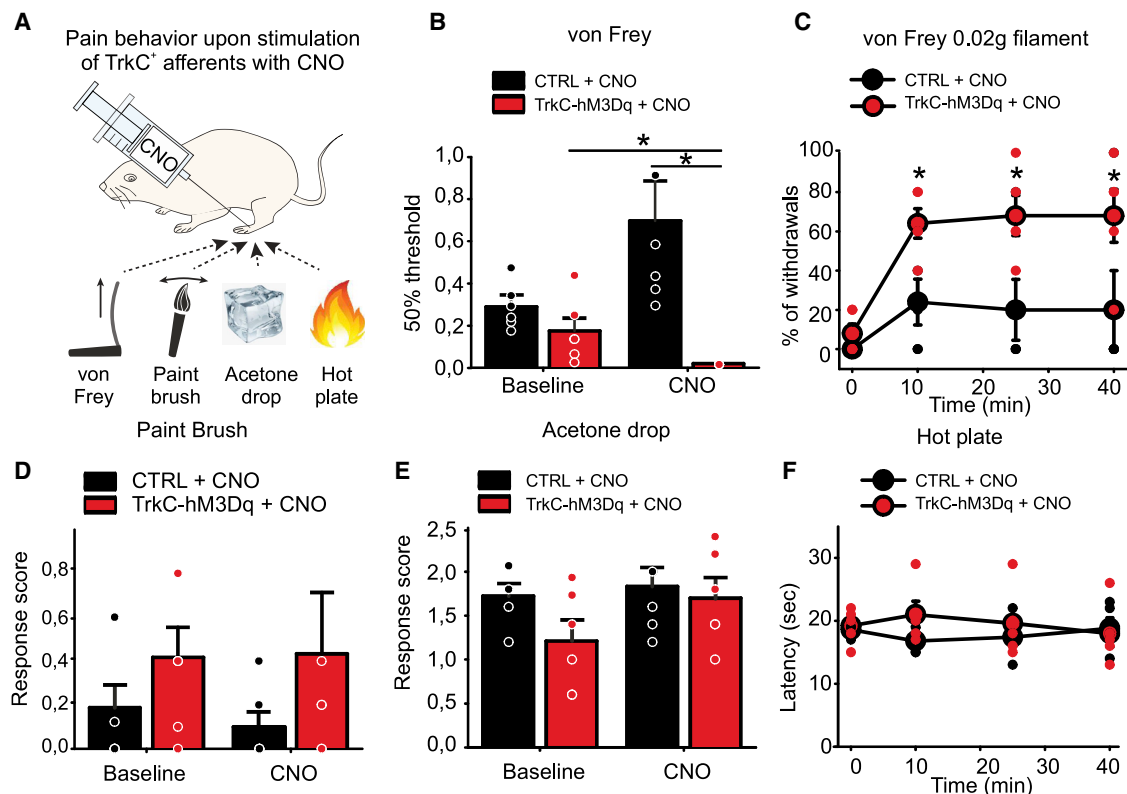 A
Pain behavior upon stimulation
of TrkC⁺ afferents with CNO
CNO
von
Frey
Paint
brush
Acetone
drop
Hot
plate
B
von Frey
CTRL + CNO
TrkC-hM3Dq + CNO
50% threshold
1,0
0,8
0,6
0,4
0,2
0,0
*
*
Baseline
CNO
C
von Frey 0.02g filament
CTRL + CNO
TrkC-hM3Dq + CNO
% of withdrawals
100
80
60
40
20
0
* * *
0 10 20 30 40
Time (min)
D
Paint Brush
CTRL + CNO
TrkC-hM3Dq + CNO
Response score
0,8
0,6
0,4
0,2
0,0
Baseline
CNO
E
Acetone drop
CTRL + CNO
TrkC-hM3Dq + CNO
Response score
2,5
2,0
1,5
1,0
0,5
0,0
Baseline
CNO
F
Hot plate
CTRL + CNO
TrkC-hM3Dq + CNO
Latency (sec)
30
20
10
0
0 10 20 30 40
Time (min)